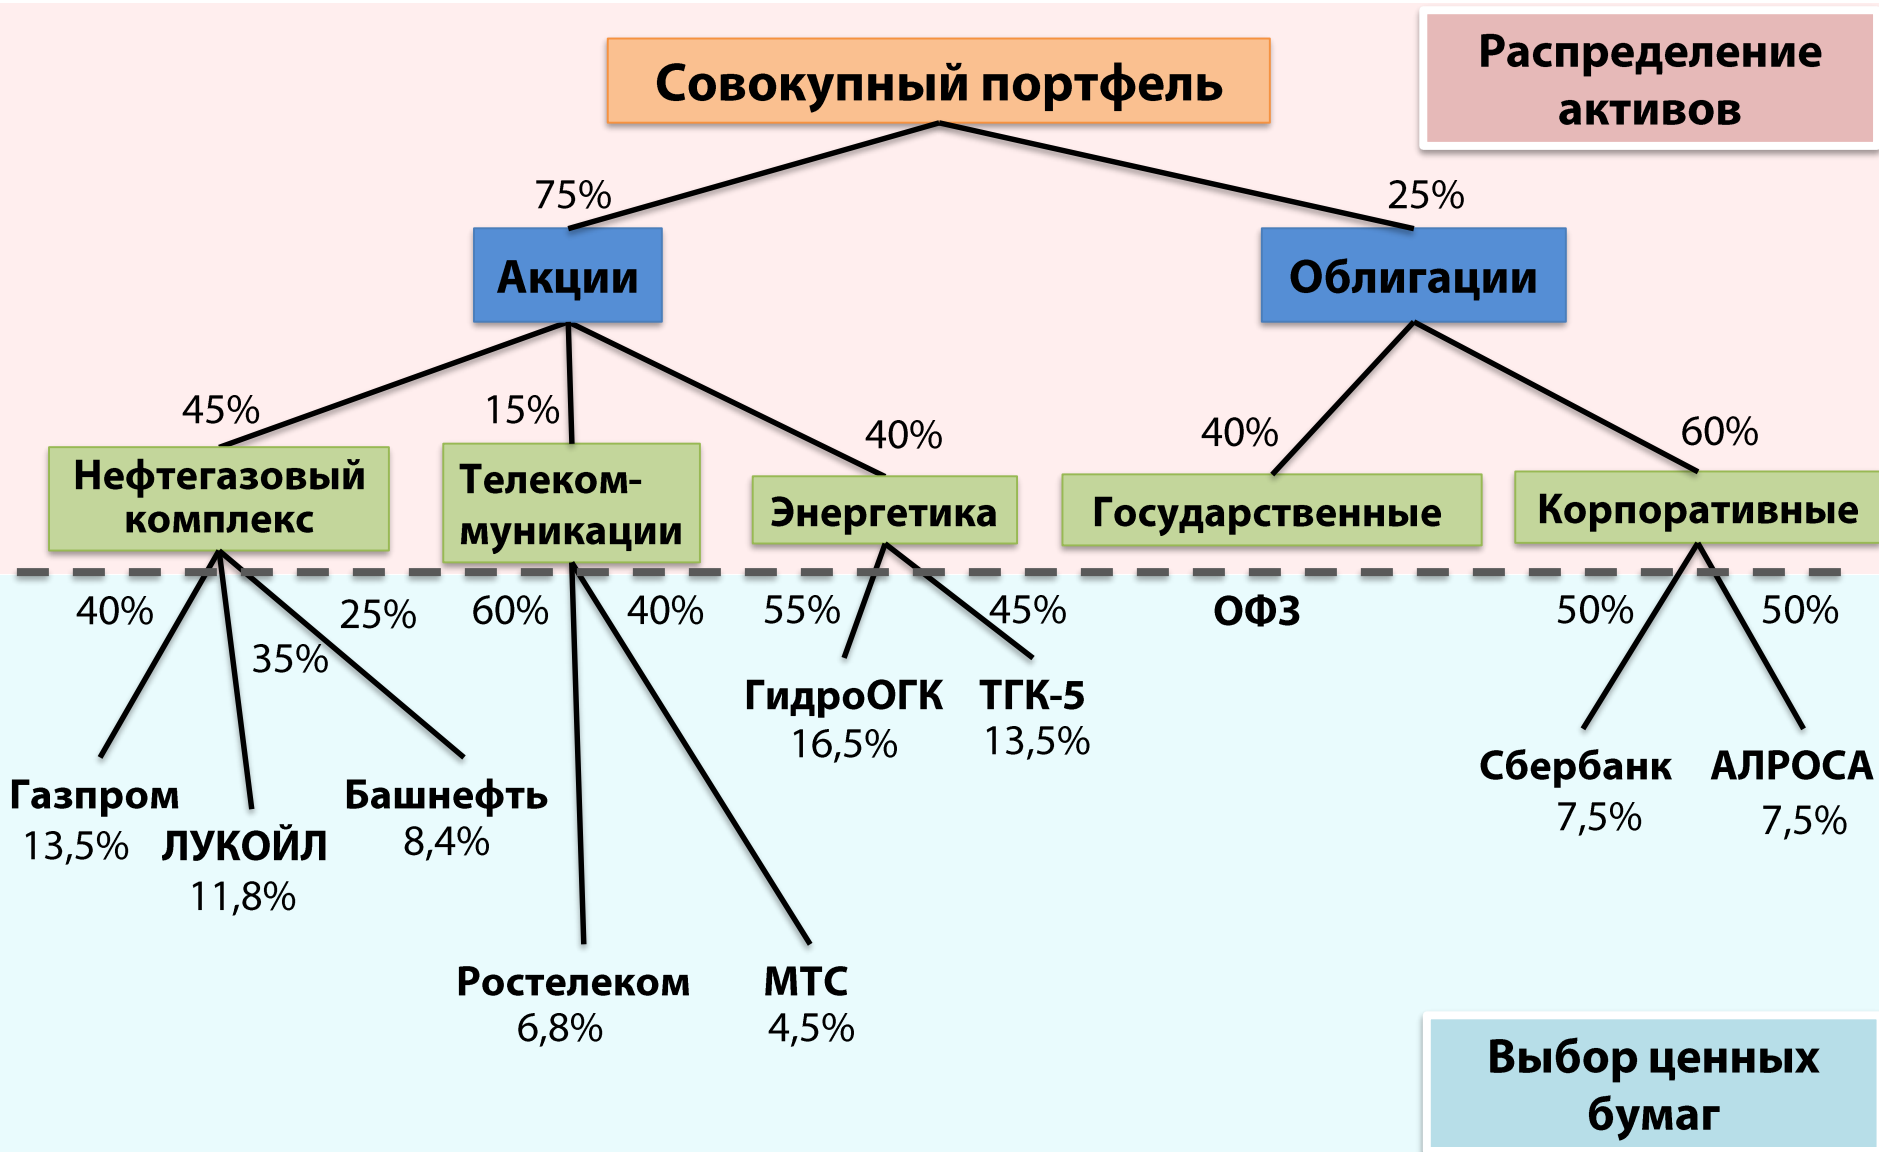 Совокупный портфель
Распределение
активов
75%
25%
Акции
Облигации
45%
15%
40%
40%
60%
Нефтегазовый
комплекс
Телеком-
муникации
Энергетика
Государственные
Корпоративные
40%
35%
25%
60%
40%
55%
45%
ОФЗ
50%
50%
Газпром
13,5%
ЛУКОЙЛ
11,8%
Башнефть
8,4%
ГидроОГК
16,5%
ТГК-5
13,5%
Сбербанк
7,5%
АЛРОСА
7,5%
Ростелеком
6,8%
МТС
4,5%
Выбор ценных
бумаг